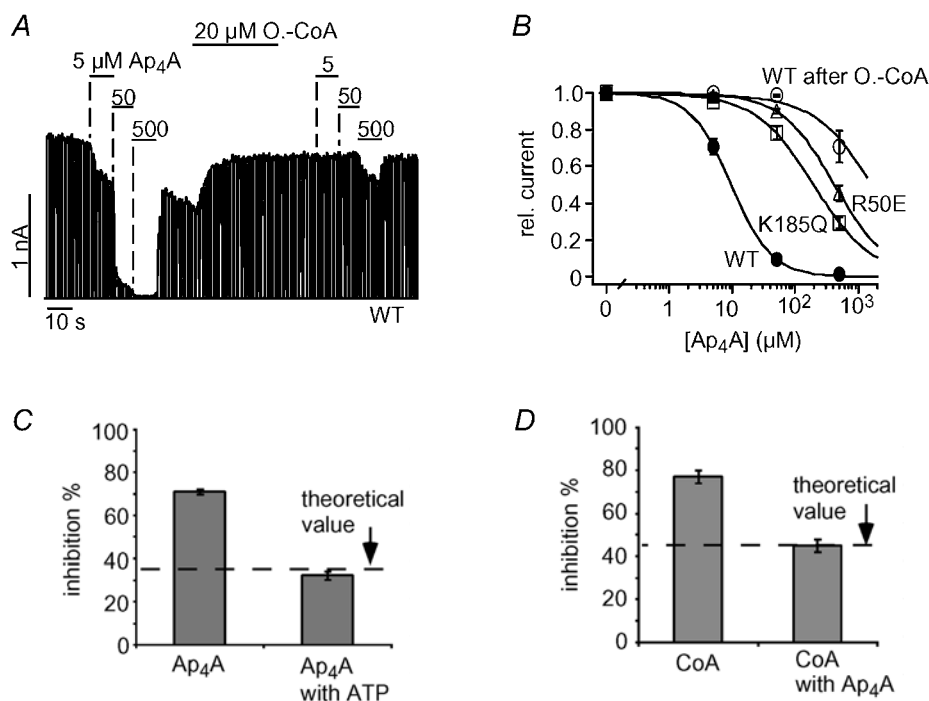 A
20 µM O.-CoA
5 µM Ap₄A
50
500
5
50
500
1 nA
10 s
WT
B
WT after O.-CoA
1.0
0.8
0.6
0.4
0.2
0
rel. current
K185Q
R50E
WT
0 1 10 10² 10³
[Ap₄A] (µM)
C
100
80
60
40
20
0
inhibition %
theoretical
value
Ap₄A
Ap₄A
with ATP
D
100
80
60
40
20
0
inhibition %
theoretical
value
CoA
CoA
with Ap₄A